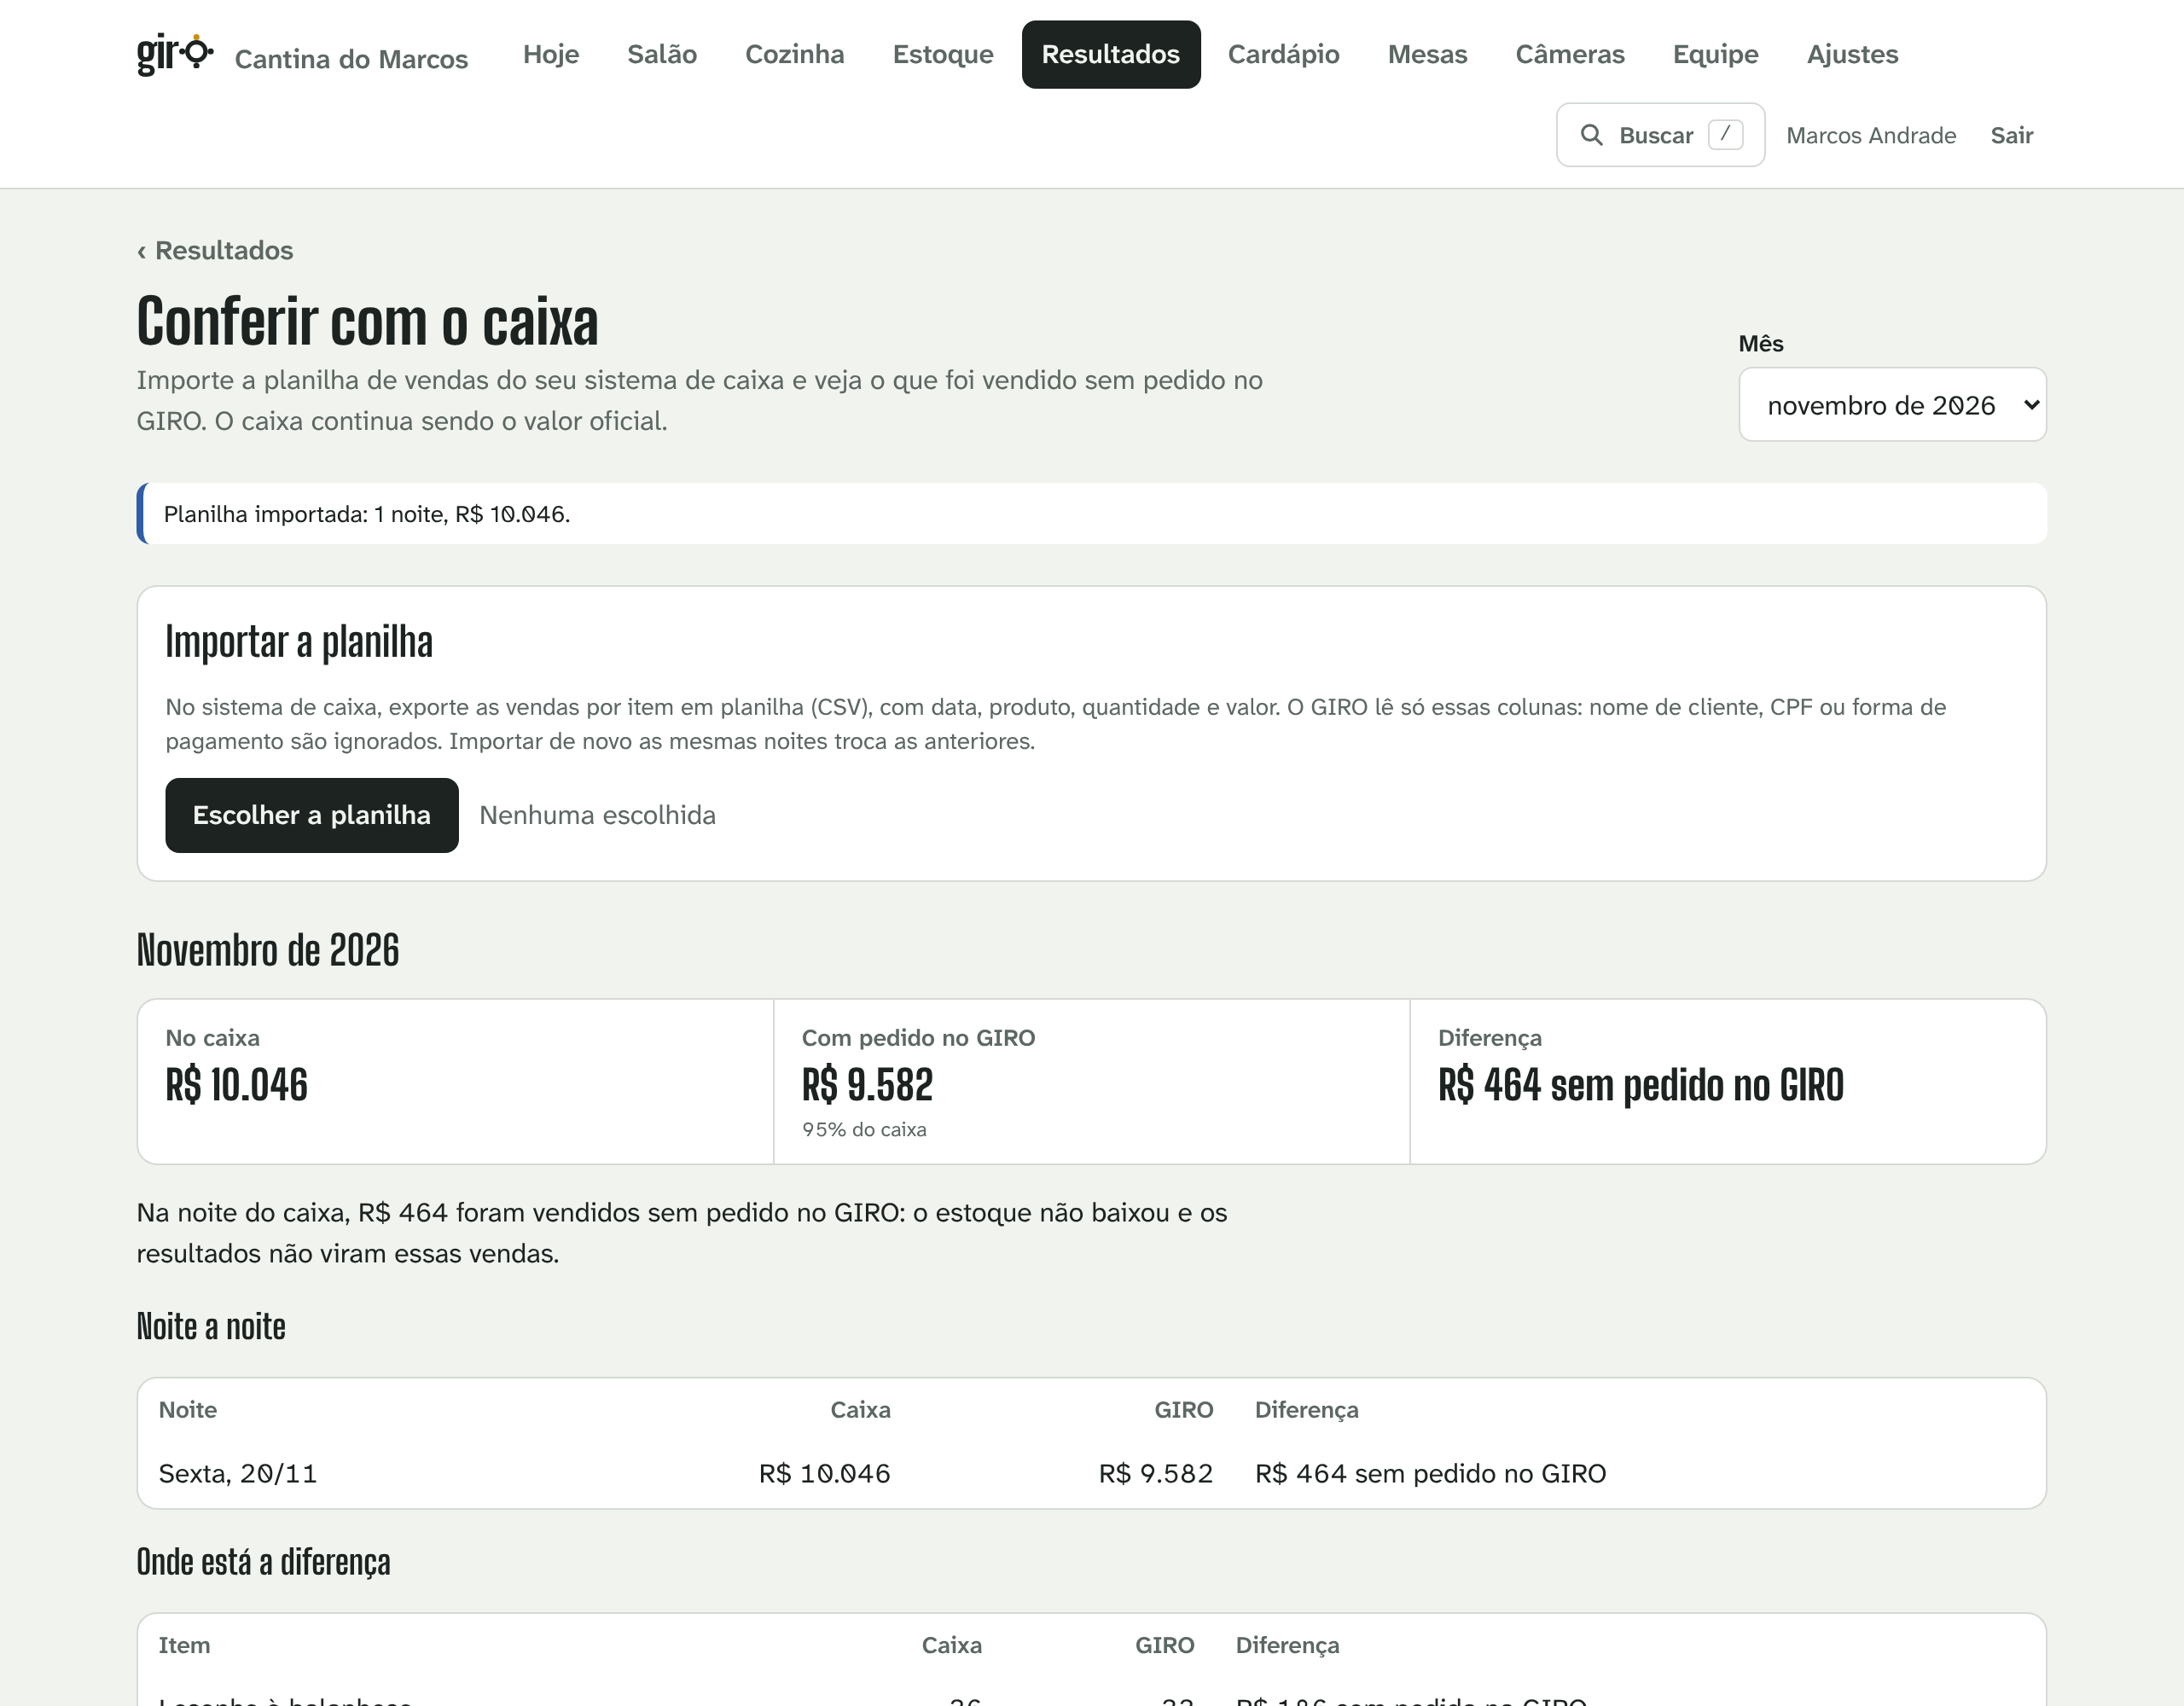 giro
Cantina do Marcos
Hoje
Salão
Cozinha
Estoque
Resultados
Cardápio
Mesas
Câmeras
Equipe
Ajustes
Buscar /
Marcos Andrade
Sair
‹ Resultados
Conferir com o caixa
Importe a planilha de vendas do seu sistema de caixa e veja o que foi vendido sem pedido no
GIRO. O caixa continua sendo o valor oficial.
Mês
novembro de 2026
Planilha importada: 1 noite, R$ 10.046.
Importar a planilha
No sistema de caixa, exporte as vendas por item em planilha (CSV), com data, produto, quantidade e valor. O GIRO lê só essas colunas: nome de cliente, CPF ou forma de
pagamento são ignorados. Importar de novo as mesmas noites troca as anteriores.
Escolher a planilha
Nenhuma escolhida
Novembro de 2026
No caixa
R$ 10.046
Com pedido no GIRO
R$ 9.582
95% do caixa
Diferença
R$ 464 sem pedido no GIRO
Na noite do caixa, R$ 464 foram vendidos sem pedido no GIRO: o estoque não baixou e os
resultados não viram essas vendas.
Noite a noite
Noite Caixa GIRO Diferença
Sexta, 20/11 R$ 10.046 R$ 9.582 R$ 464 sem pedido no GIRO
Onde está a diferença
Item Caixa GIRO Diferença